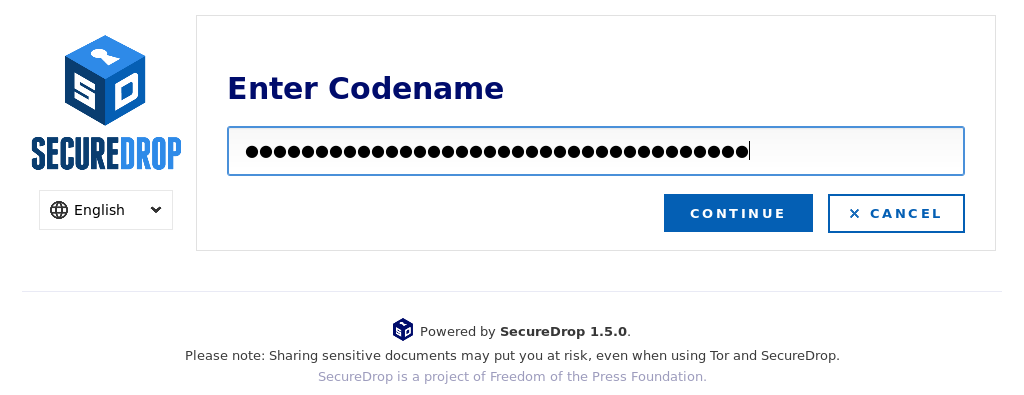 SD
SECUREDROP
English
Enter Codename
CONTINUE
✕ CANCEL
Powered by SecureDrop 1.5.0.
Please note: Sharing sensitive documents may put you at risk, even when using Tor and SecureDrop.
SecureDrop is a project of Freedom of the Press Foundation.